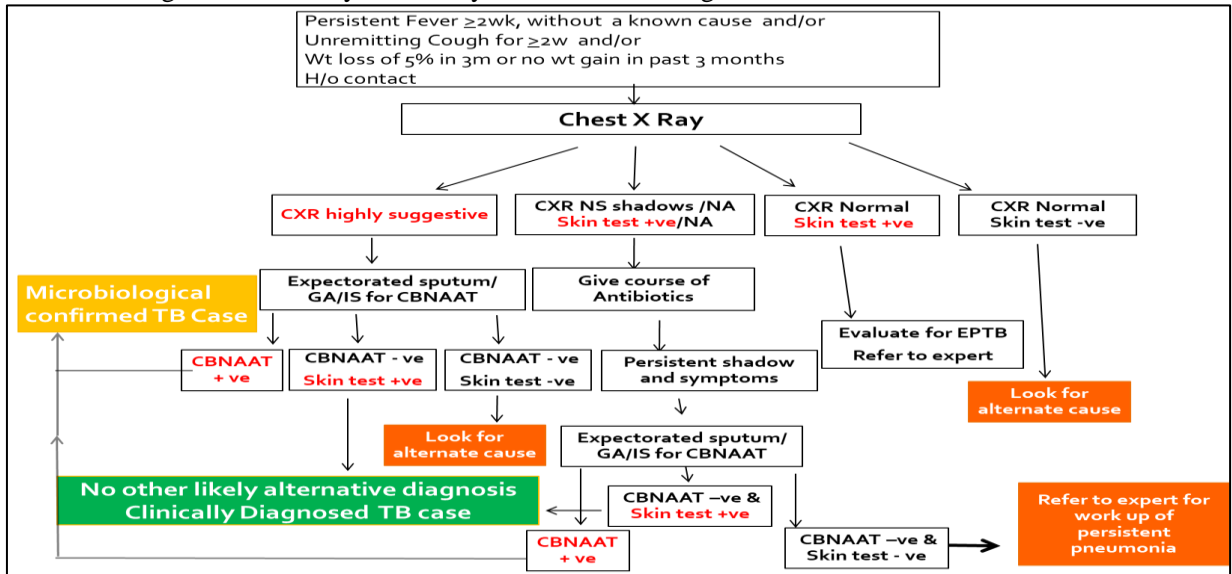 Persistent Fever ≥2wk, without a known cause and/or
Unremitting Cough for ≥2w and/or
Wt loss of 5% in 3m or no wt gain in past 3 months
H/o contact
Chest X Ray
CXR highly suggestive
CXR NS shadows /NA
Skin test +ve/NA
CXR Normal
Skin test +ve
CXR Normal
Skin test -ve
Expectorated sputum/
GA/IS for CBNAAT
Give course of
Antibiotics
Microbiological
confirmed TB Case
Evaluate for EPTB
Refer to expert
CBNAAT
+ ve
CBNAAT - ve
Skin test +ve
CBNAAT - ve
Skin test -ve
Persistent shadow
and symptoms
Look for
alternate cause
Look for
alternate cause
Expectorated sputum/
GA/IS for CBNAAT
No other likely alternative diagnosis
Clinically Diagnosed TB case
CBNAAT –ve &
Skin test +ve
Refer to expert for
work up of
persistent
pneumonia
CBNAAT
+ ve
CBNAAT –ve &
Skin test - ve